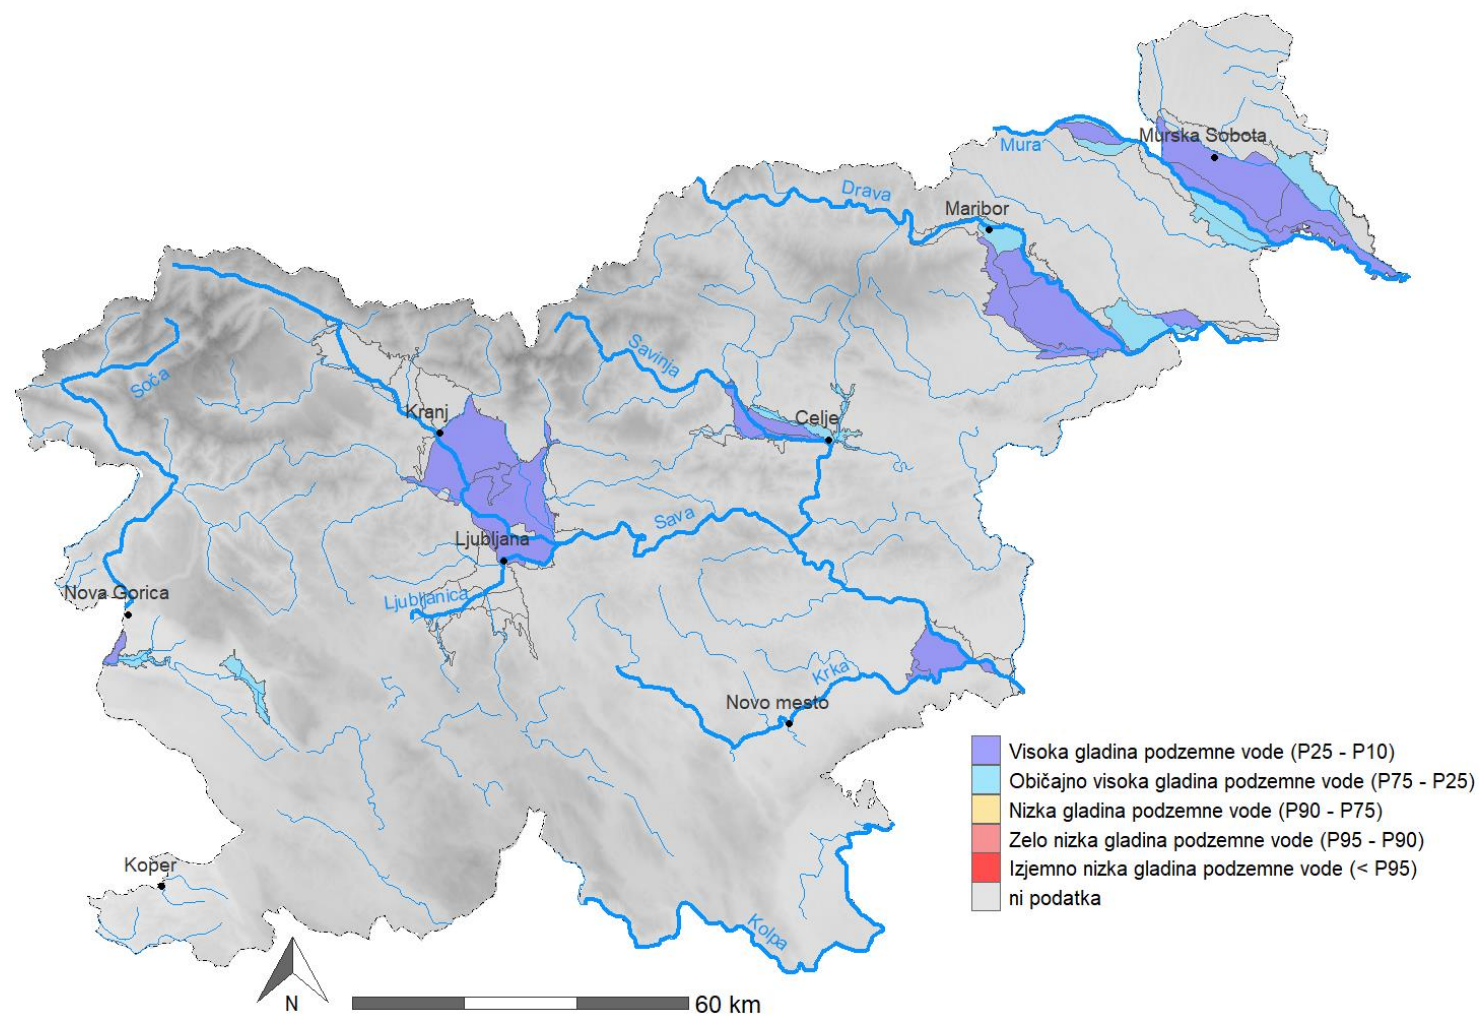 Murska Sobota
Mura
Drava
Maribor
Savinja
Soča
Kranj
Celje
Sava
Ljubljana
Ljubljanica
Nova Gorica
Krka
Novo mesto
Visoka gladina podzemne vode (P25 - P10)
Običajno visoka gladina podzemne vode (P75 - P25)
Nizka gladina podzemne vode (P90 - P75)
Zelo nizka gladina podzemne vode (P95 - P90)
Izjemno nizka gladina podzemne vode (< P95)
ni podatka
Koper
Kolpa
N
60 km